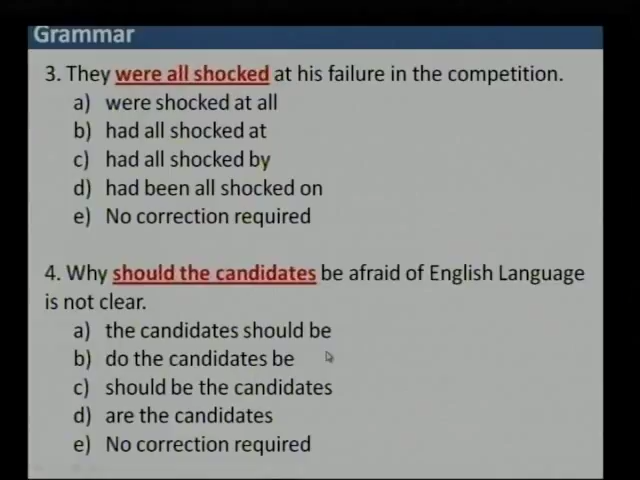 Grammar
3. They were all shocked at his failure in the competition.
a) were shocked at all
b) had all shocked at
c) had all shocked by
d) had been all shocked on
e) No correction required
4. Why should the candidates be afraid of English Language
is not clear.
a) the candidates should be
b) do the candidates be
c) should be the candidates
d) are the candidates
e) No correction required